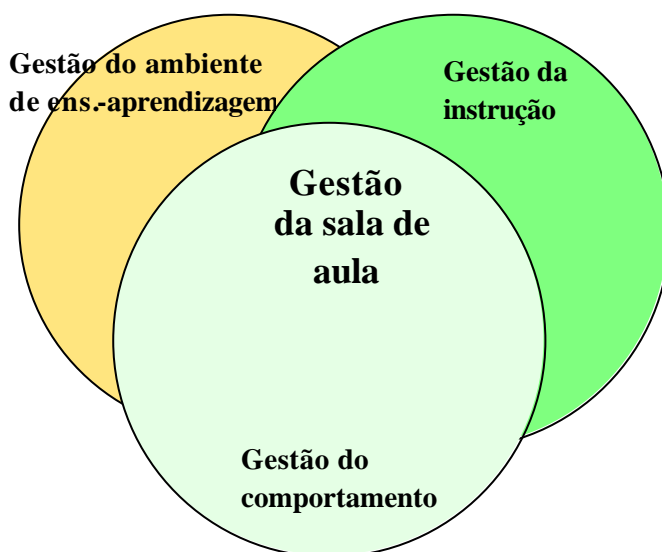 Gestão do ambiente
de ens.-aprendizagem
Gestão da
instrução
Gestão
da sala de
aula
Gestão do
comportamento